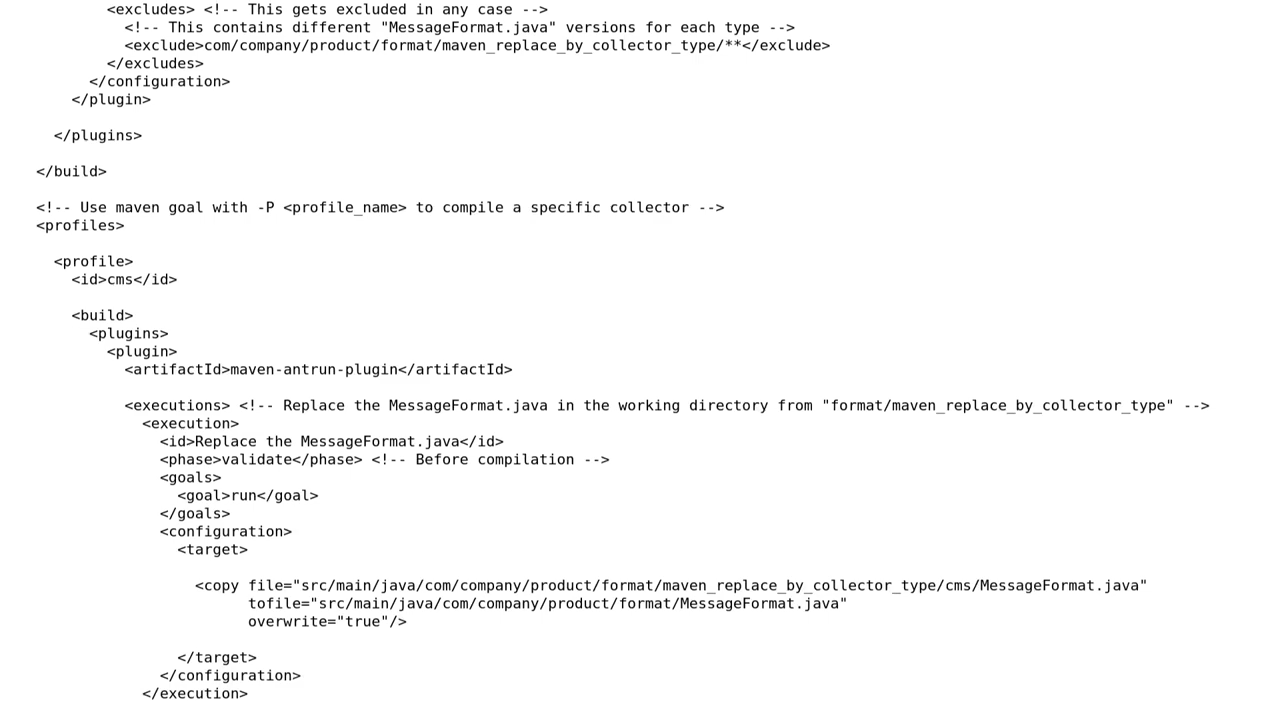 <excludes> <!-- This gets excluded in any case -->
<!-- This contains different "MessageFormat.java" versions for each type -->
<exclude>com/company/product/format/maven_replace_by_collector_type/**</exclude>
</excludes>
</configuration>
</plugin>
</plugins>
</build>
<!-- Use maven goal with -P <profile_name> to compile a specific collector -->
<profiles>
<profile>
<id>cms</id>
<build>
<plugins>
<plugin>
<artifactId>maven-antrun-plugin</artifactId>
<executions> <!-- Replace the MessageFormat.java in the working directory from "format/maven_replace_by_collector_type" -->
<execution>
<id>Replace the MessageFormat.java</id>
<phase>validate</phase> <!-- Before compilation -->
<goals>
<goal>run</goal>
</goals>
<configuration>
<target>
<copy file="src/main/java/com/company/product/format/maven_replace_by_collector_type/cms/MessageFormat.java"
tofile="src/main/java/com/company/product/format/MessageFormat.java"
overwrite="true"/>
</target>
</configuration>
</execution>